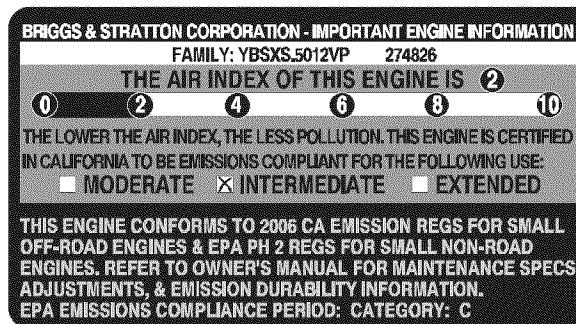 BRIGGS & STRATTON CORPORATION - IMPORTANT ENGINE INFORMATION
FAMILY: YBSXS.5012VP 274826
THE AIR INDEX OF THIS ENGINE IS 2
0 2 4 6 8 10
THE LOWER THE AIR INDEX, THE LESS POLLUTION. THIS ENGINE IS CERTIFIED
IN CALIFORNIA TO BE EMISSIONS COMPLIANT FOR THE FOLLOWING USE:
MODERATE INTERMEDIATE EXTENDED
THIS ENGINE CONFORMS TO 2006 CA EMISSION REGS FOR SMALL
OFF-ROAD ENGINES & EPA PH 2 REGS FOR SMALL NON-ROAD
ENGINES. REFER TO OWNER'S MANUAL FOR MAINTENANCE SPECS,
ADJUSTMENTS, & EMISSION DURABILITY INFORMATION.
EPA EMISSIONS COMPLIANCE PERIOD: CATEGORY: C